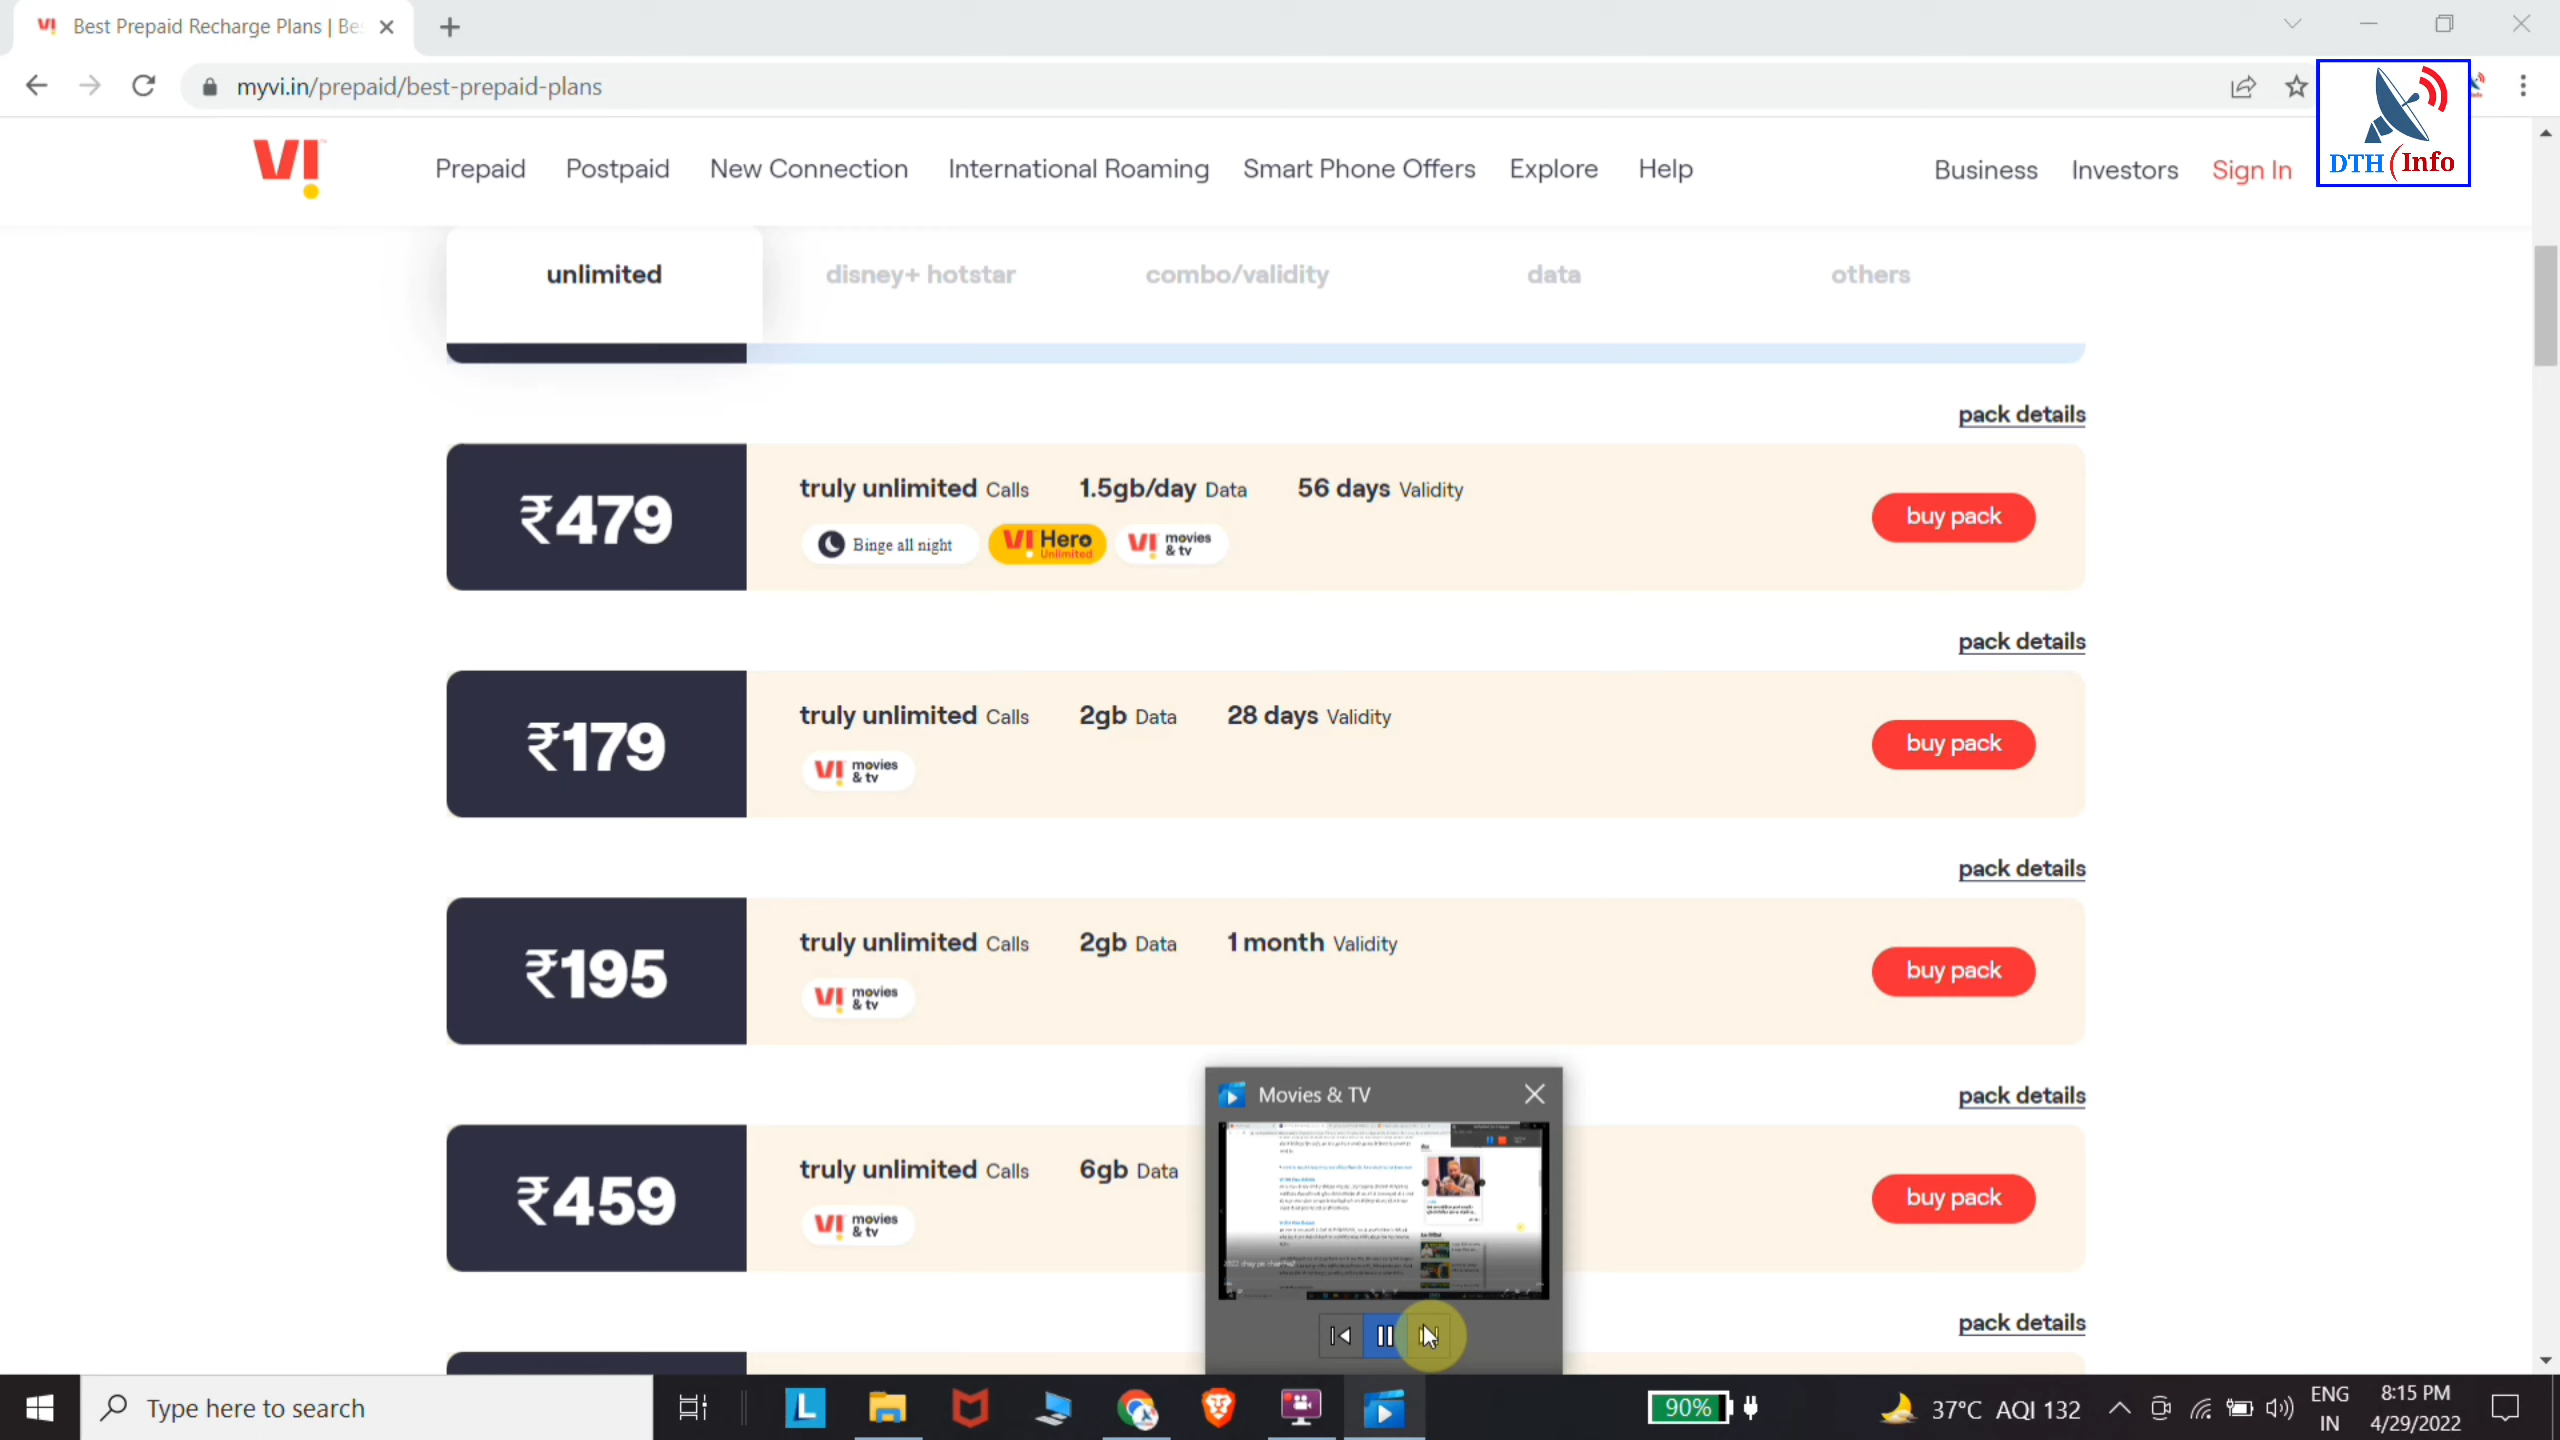 Best Prepaid Recharge Plans | Be
myvi.in/prepaid/best-prepaid-plans
DTH Info
VI
Prepaid Postpaid New Connection International Roaming Smart Phone Offers Explore Help Business Investors Sign In
unlimited disney+ hotstar combo/validity data others
pack details
₹479 truly unlimited Calls 1.5gb/day Data 56 days Validity buy pack
Binge all night VI Hero Unlimited VI movies & tv
pack details
₹179 truly unlimited Calls 2gb Data 28 days Validity buy pack
VI movies & tv
pack details
₹195 truly unlimited Calls 2gb Data 1 month Validity buy pack
VI movies & tv
Movies & TV
pack details
₹459 truly unlimited Calls 6gb Data buy pack
VI movies & tv
pack details
Type here to search
L
90%
37°C AQI 132
ENG
IN
8:15 PM
4/29/2022